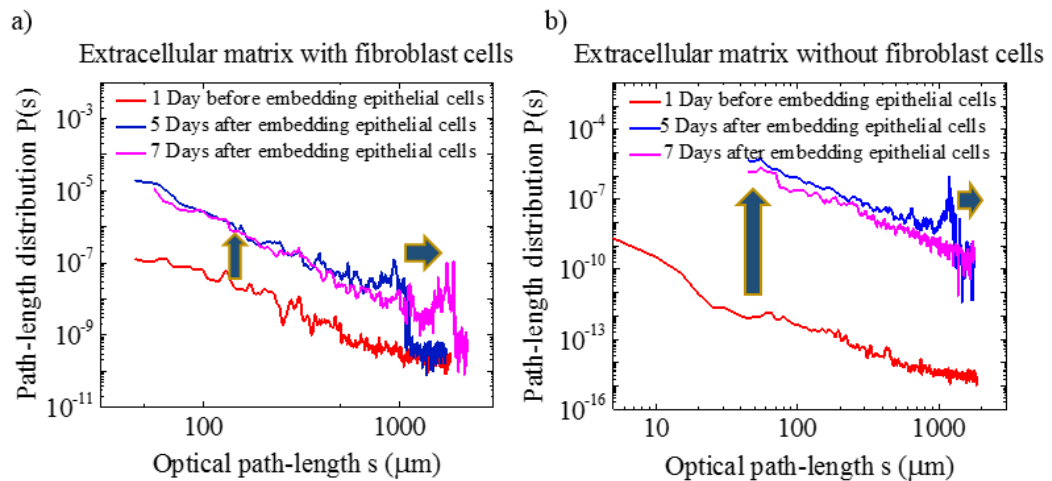 a)
Extracellular matrix with fibroblast cells
1 Day before embedding epithelial cells
5 Days after embedding epithelial cells
7 Days after embedding epithelial cells
Path-length distribution P(s)
10^-3
10^-5
10^-7
10^-9
10^-11
100
1000
Optical path-length s (μm)
b)
Extracellular matrix without fibroblast cells
1 Day before embedding epithelial cells
5 Days after embedding epithelial cells
7 Days after embedding epithelial cells
Path-length distribution P(s)
10^-4
10^-7
10^-10
10^-13
10^-16
10
100
1000
Optical path-length s (μm)